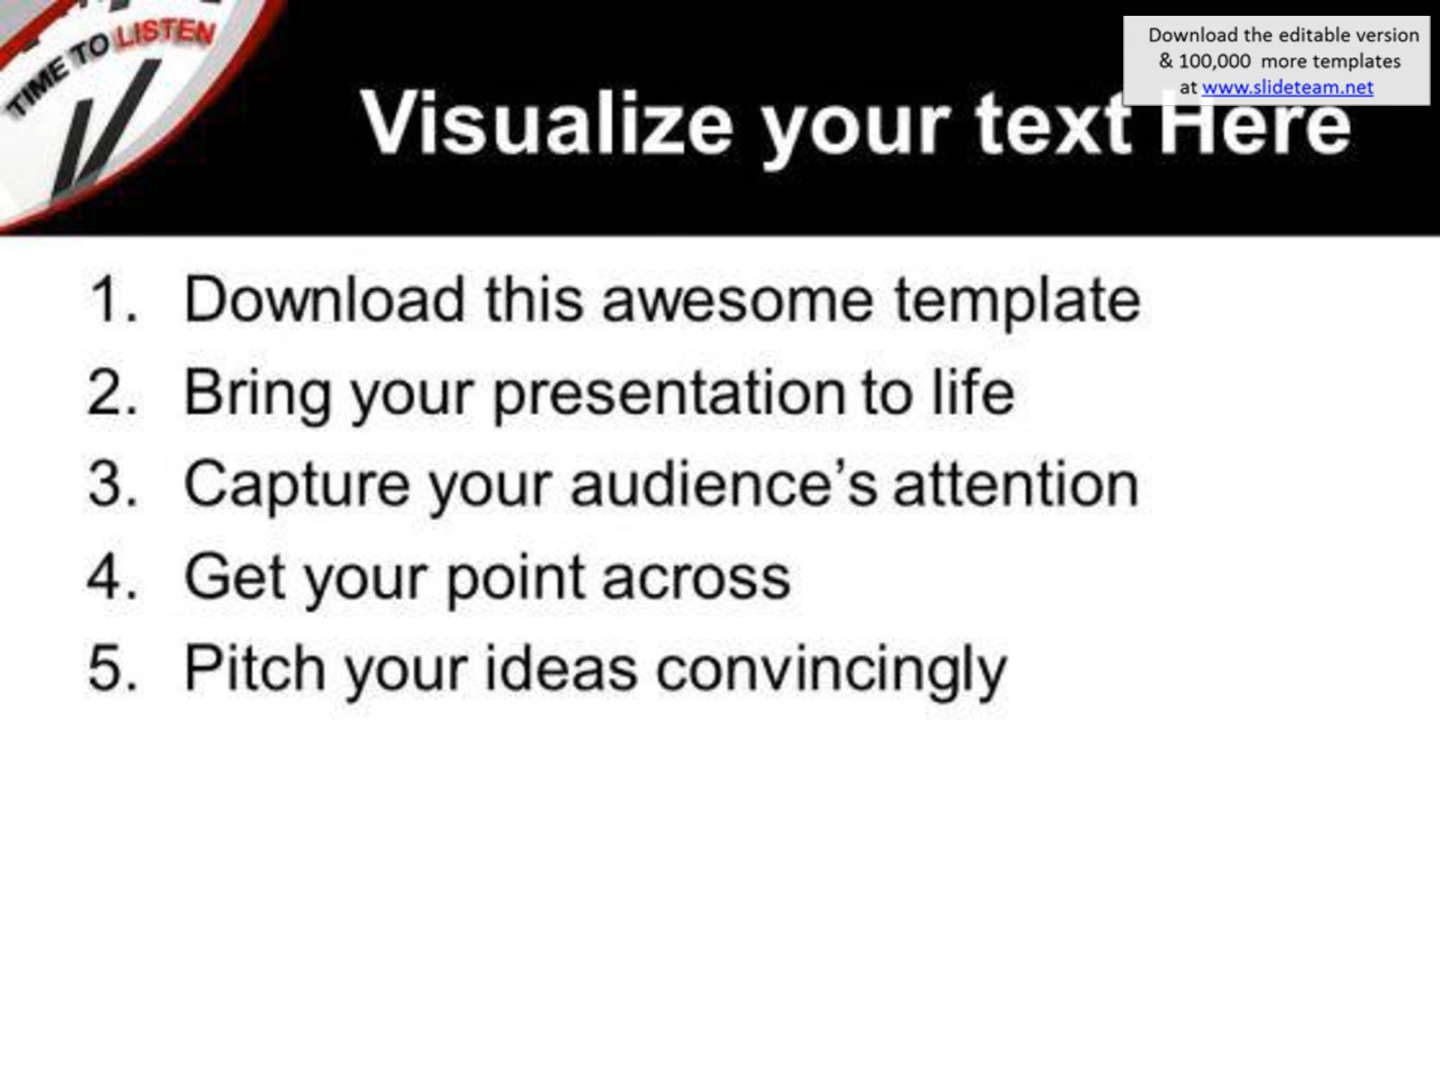 TIME TO LISTEN
Download the editable version
& 100,000 more templates
at www.slideteam.net
Visualize your text Here
1. Download this awesome template
2. Bring your presentation to life
3. Capture your audience’s attention
4. Get your point across
5. Pitch your ideas convincingly